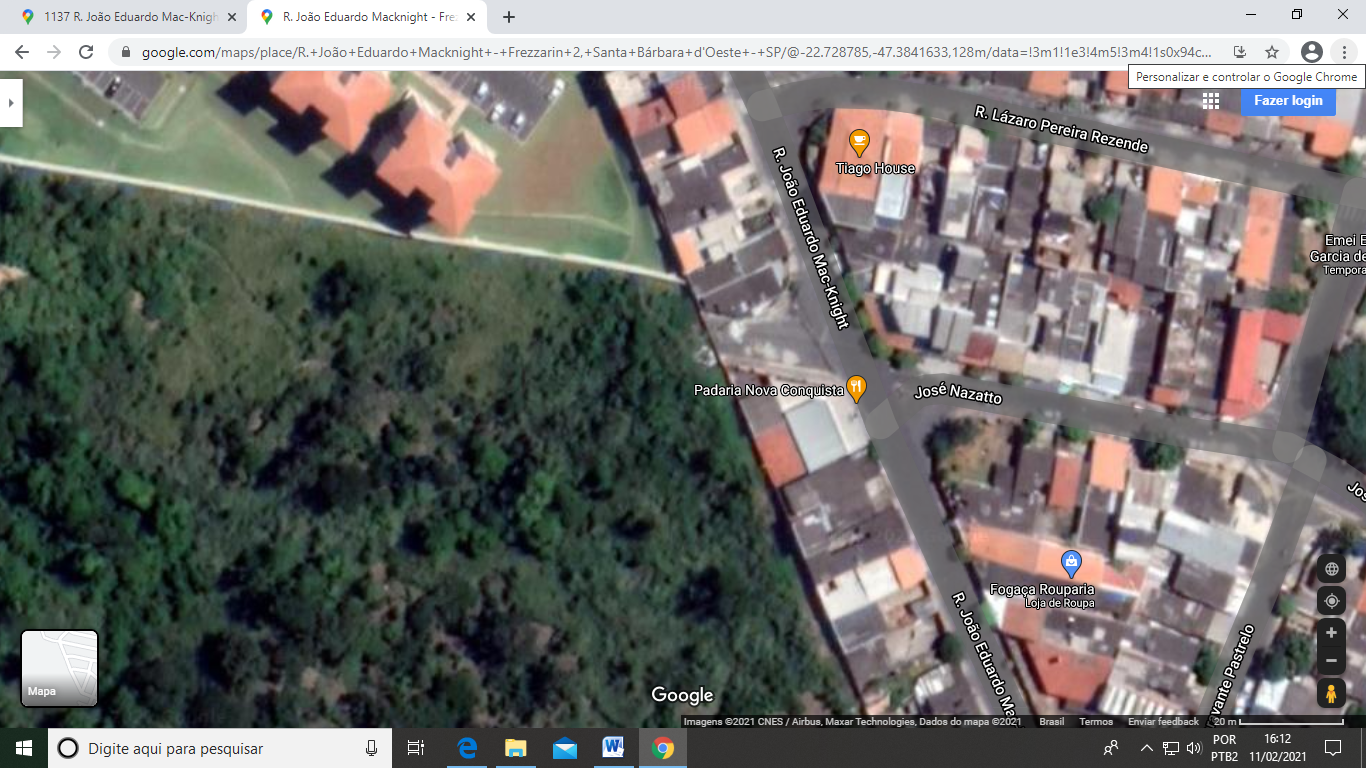 1137 R. João Eduardo Mac-Knigh
R. João Eduardo Macknight - Fre
google.com/maps/place/R.+João+Eduardo+Macknight+-+Frezzarin+2,+Santa+Bárbara+d'Oeste+-+SP/@-22.728785,-47.3841633,128m/data=!3m1!1e3!4m5!3m4!1s0x94c...
Personalizar e controlar o Google Chrome
Fazer login
R. Lázaro Pereira Rezende
Tiago House
R. João Eduardo Mac-Knight
Emei E
Garcia de
Tempora
Padaria Nova Conquista
José Nazatto
Jos
Fogaça Rouparia
Loja de Roupa
R. João Eduardo Ma
vante Pastrelo
Mapa
Google
Imagens ©2021 CNES / Airbus, Maxar Technologies, Dados do mapa ©2021 Brasil Termos Enviar feedback 20 m
Digite aqui para pesquisar
POR
PTB2
16:12
11/02/2021